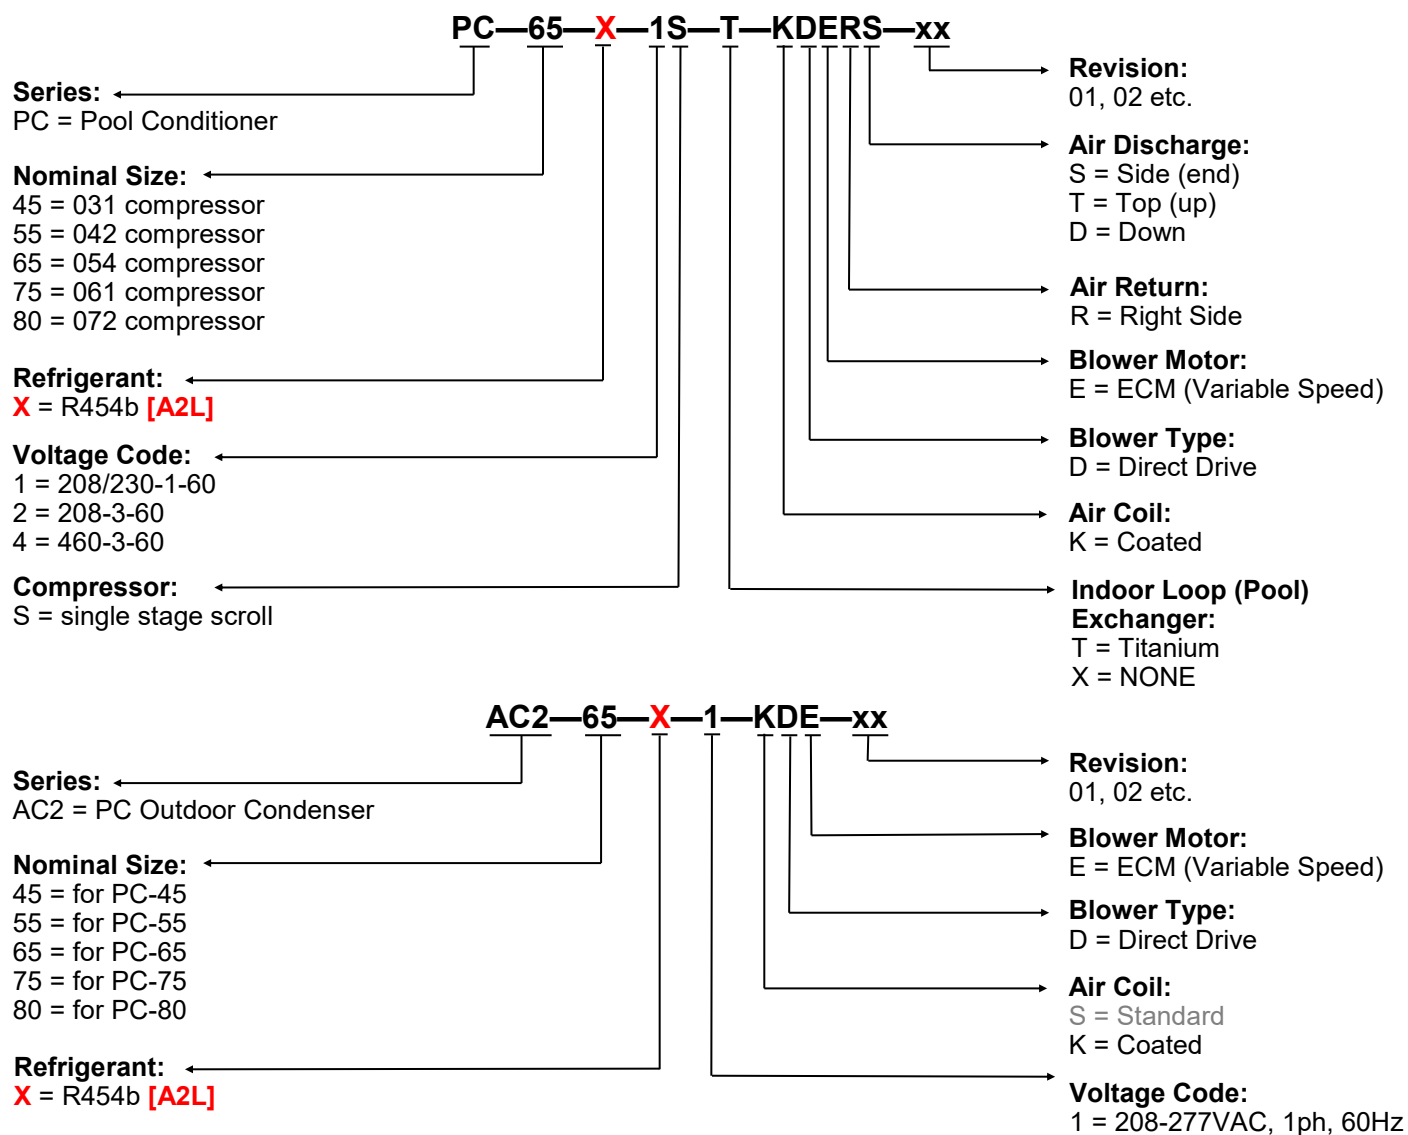 PC—65—X—1S—T—KDERS—xx
Series:
PC = Pool Conditioner
Nominal Size:
45 = 031 compressor
55 = 042 compressor
65 = 054 compressor
75 = 061 compressor
80 = 072 compressor
Refrigerant:
X = R454b [A2L]
Voltage Code:
1 = 208/230-1-60
2 = 208-3-60
4 = 460-3-60
Compressor:
S = single stage scroll
Revision:
01, 02 etc.
Air Discharge:
S = Side (end)
T = Top (up)
D = Down
Air Return:
R = Right Side
Blower Motor:
E = ECM (Variable Speed)
Blower Type:
D = Direct Drive
Air Coil:
K = Coated
Indoor Loop (Pool)
Exchanger:
T = Titanium
X = NONE
AC2—65—X—1—KDE—xx
Series:
AC2 = PC Outdoor Condenser
Nominal Size:
45 = for PC-45
55 = for PC-55
65 = for PC-65
75 = for PC-75
80 = for PC-80
Refrigerant:
X = R454b [A2L]
Revision:
01, 02 etc.
Blower Motor:
E = ECM (Variable Speed)
Blower Type:
D = Direct Drive
Air Coil:
S = Standard
K = Coated
Voltage Code:
1 = 208-277VAC, 1ph, 60Hz